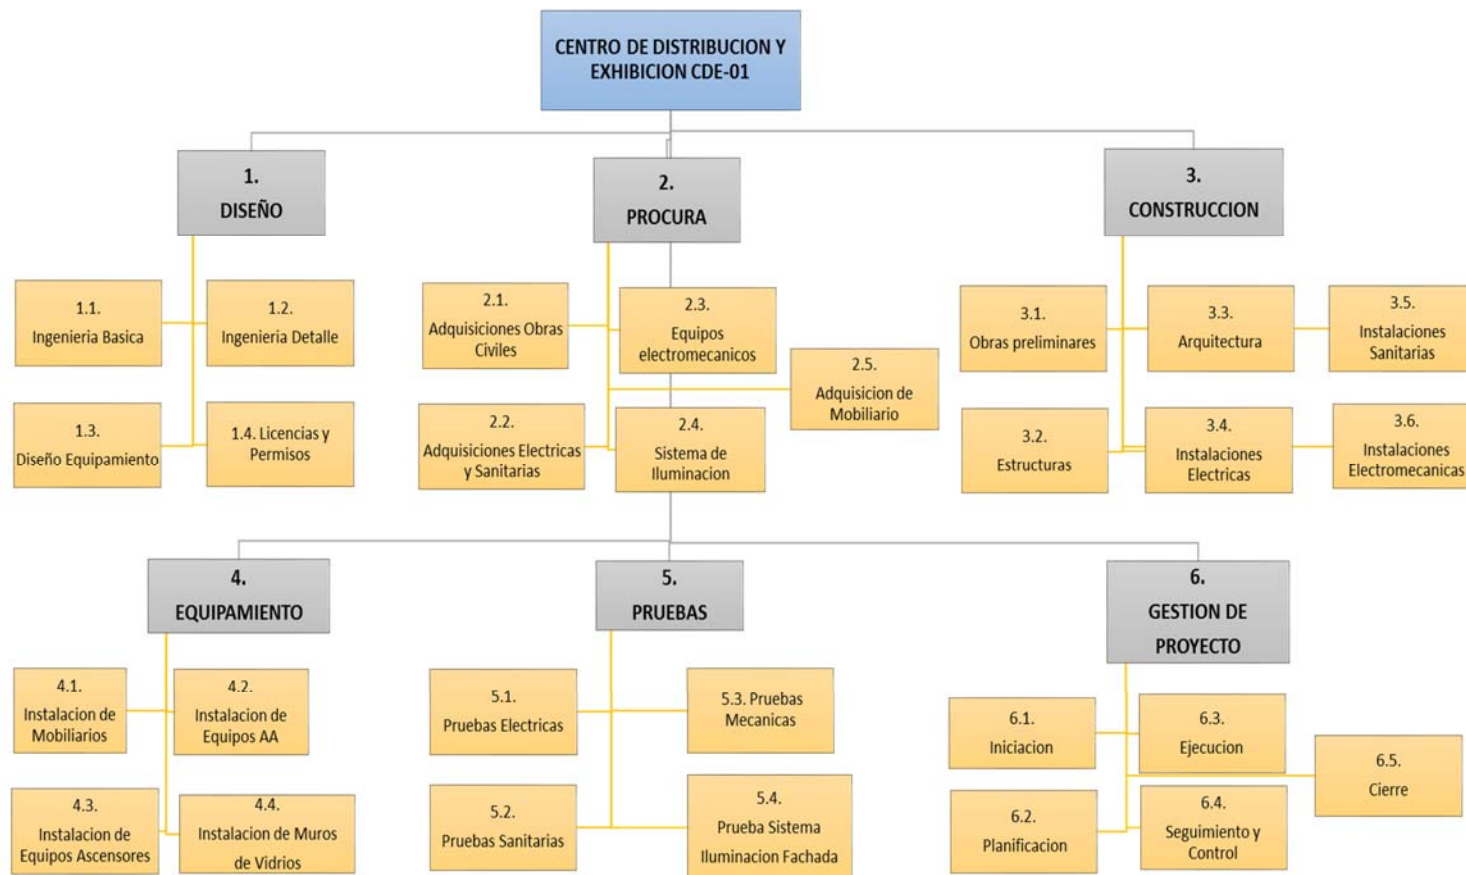 CENTRO DE DISTRIBUCION Y
EXHIBICION CDE-01
1.
DISEÑO
2.
PROCURA
3.
CONSTRUCCION
1.1.
Ingenieria Basica
1.2.
Ingenieria Detalle
1.3.
Diseño Equipamiento
1.4. Licencias y
Permisos
2.1.
Adquisiciones Obras
Civiles
2.3.
Equipos
electromecanicos
2.5.
Adquisicion de
Mobiliario
2.2.
Adquisiciones Electricas
y Sanitarias
2.4.
Sistema de
Iluminacion
3.1.
Obras preliminares
3.3.
Arquitectura
3.5.
Instalaciones
Sanitarias
3.2.
Estructuras
3.4.
Instalaciones
Electricas
3.6.
Instalaciones
Electromecanicas
4.
EQUIPAMIENTO
5.
PRUEBAS
6.
GESTION DE
PROYECTO
4.1.
Instalacion de
Mobiliarios
4.2.
Instalacion de
Equipos AA
4.3.
Instalacion de
Equipos Ascensores
4.4.
Instalacion de Muros
de Vidrios
5.1.
Pruebas Electricas
5.3. Pruebas
Mecanicas
5.2.
Pruebas Sanitarias
5.4.
Prueba Sistema
Iluminacion Fachada
6.1.
Iniciacion
6.3.
Ejecucion
6.5.
Cierre
6.2.
Planificacion
6.4.
Seguimiento y
Control